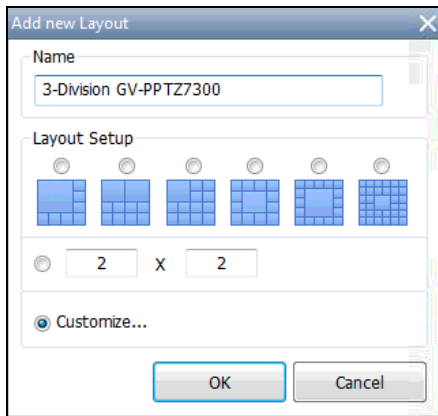 Add new Layout
Name
3-Division GV-PPTZ7300
Layout Setup
2 X 2
Customize...
OK Cancel